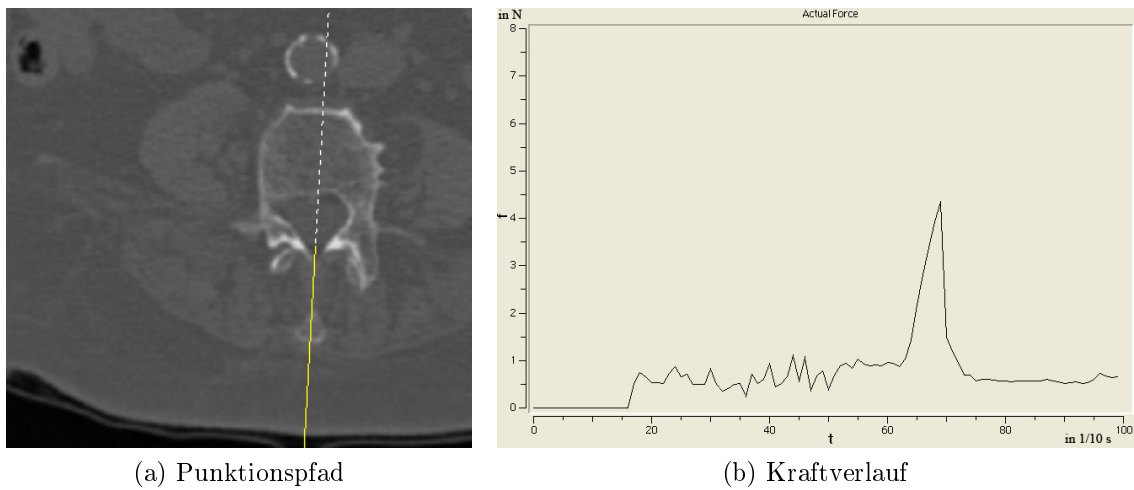 Actual Force
in N
8
7
6
5
4
3
2
1
0
f
0 20 40 60 80 100
t
in 1/10 s
(a) Punktionspfad
(b) Kraftverlauf